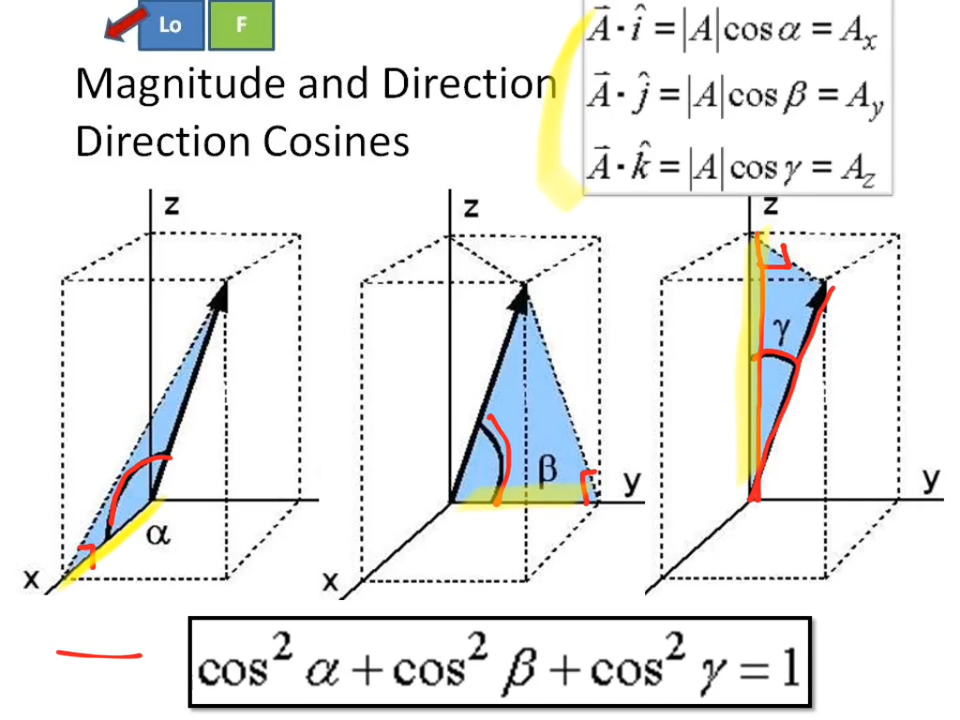 Lo F
Magnitude and Direction
Direction Cosines
A⃗ · î = |A| cos α = Aₓ
A⃗ · ĵ = |A| cos β = A_y
A⃗ · k̂ = |A| cos γ = A_z
z
α
x
z
β
y
x
z
γ
y
cos² α + cos² β + cos² γ = 1